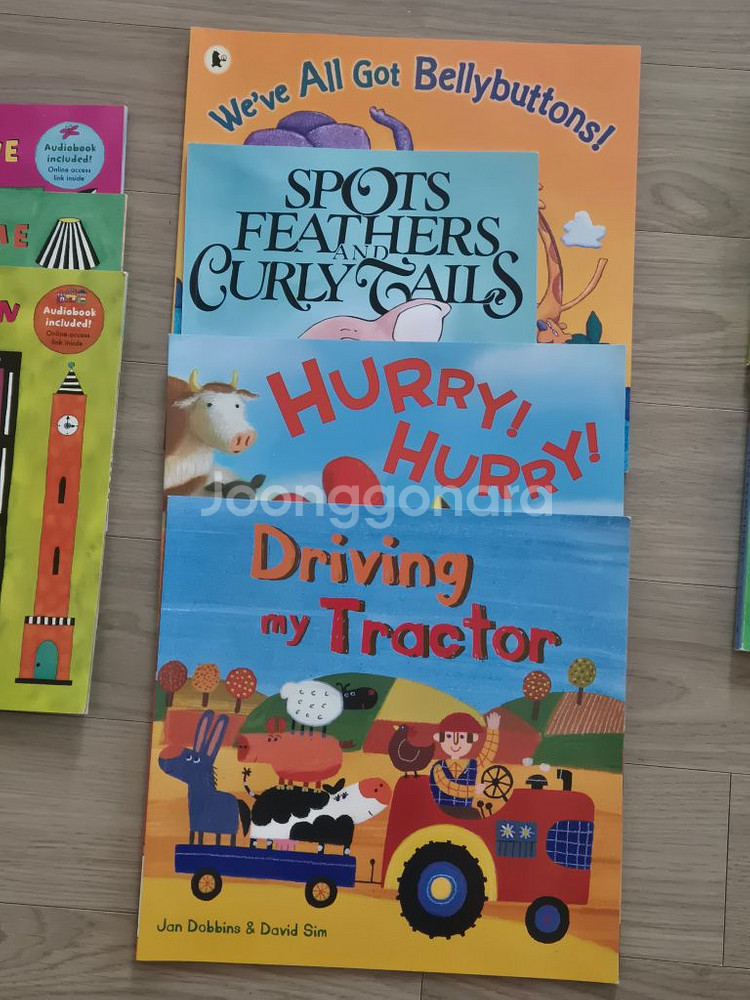 We've All Got Bellybuttons!
SPOTS
FEATHERS
AND
CURLY TAILS
HURRY!
HURRY!
Joonggonara
Driving
my Tractor
Jan Dobbins & David Sim
Audiobook
included!
Online access
link inside
Audiobook
included!
Online access
link inside